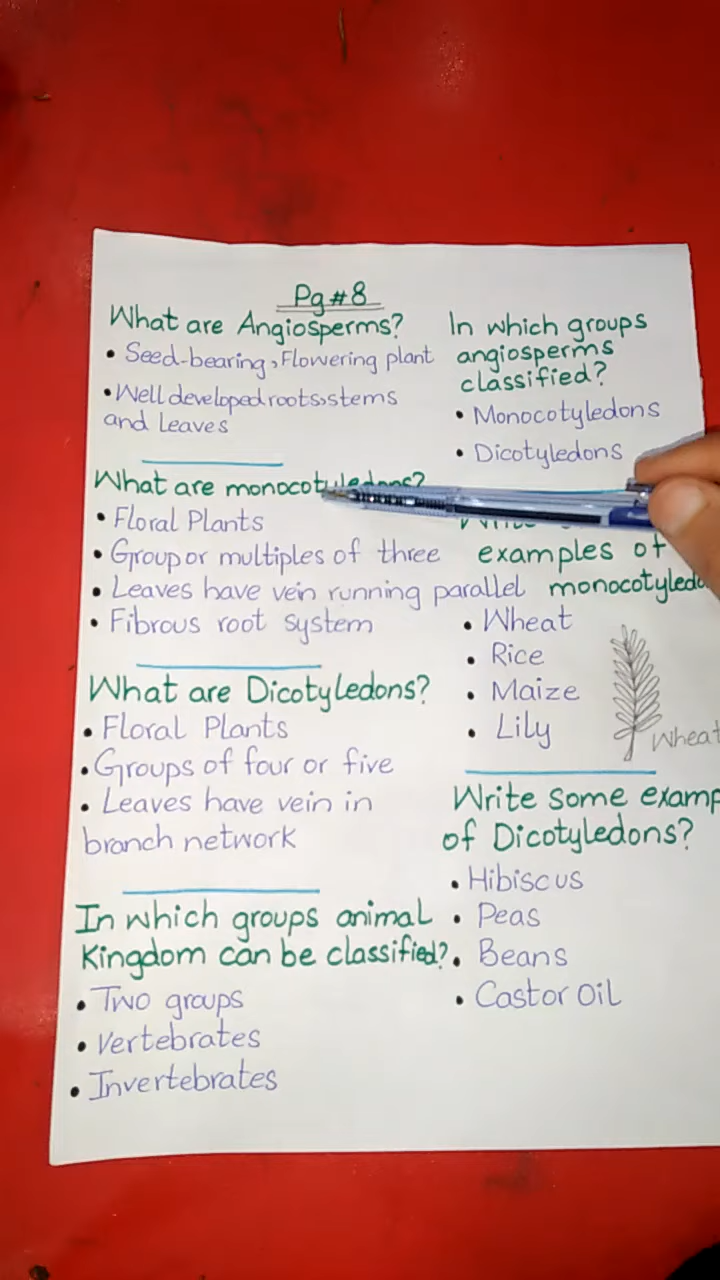 Pg#8
What are Angiosperms?
• Seed-bearing, Flowering plant
• Well developed roots, stems
and Leaves
In which groups
angiosperms
classified?
• Monocotyledons
• Dicotyledons
What are monocotyledons?
• Floral Plants
• Group or multiples of three
• Leaves have vein running parallel
• Fibrous root system
Write
examples of
monocotyledo
• Wheat
• Rice
• Maize
• Lily
Wheat
What are Dicotyledons?
• Floral Plants
• Groups of four or five
• Leaves have vein in
branch network
Write some examp
of Dicotyledons?
• Hibiscus
• Peas
• Beans
• Castor Oil
In which groups animal
Kingdom can be classified?
• Two groups
• Vertebrates
• Invertebrates